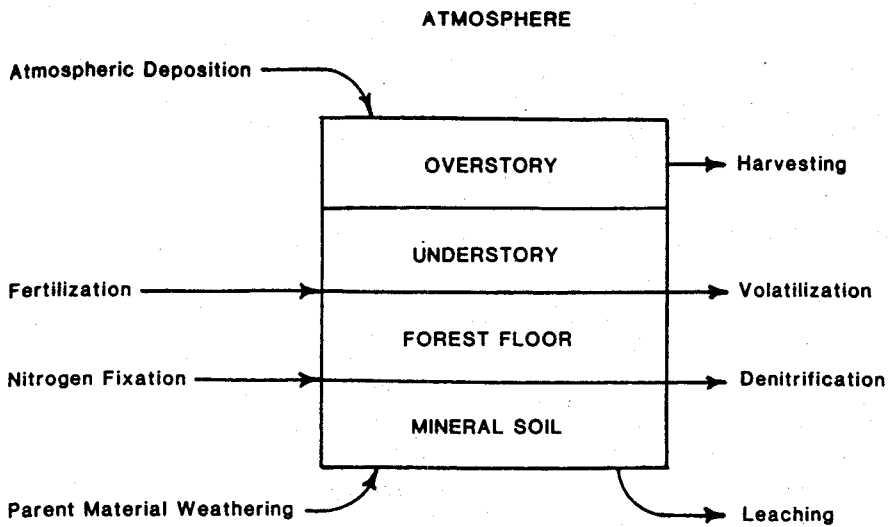 ATMOSPHERE
Atmospheric Deposition
OVERSTORY
Harvesting
UNDERSTORY
Fertilization
Volatilization
FOREST FLOOR
Nitrogen Fixation
Denitrification
MINERAL SOIL
Parent Material Weathering
Leaching